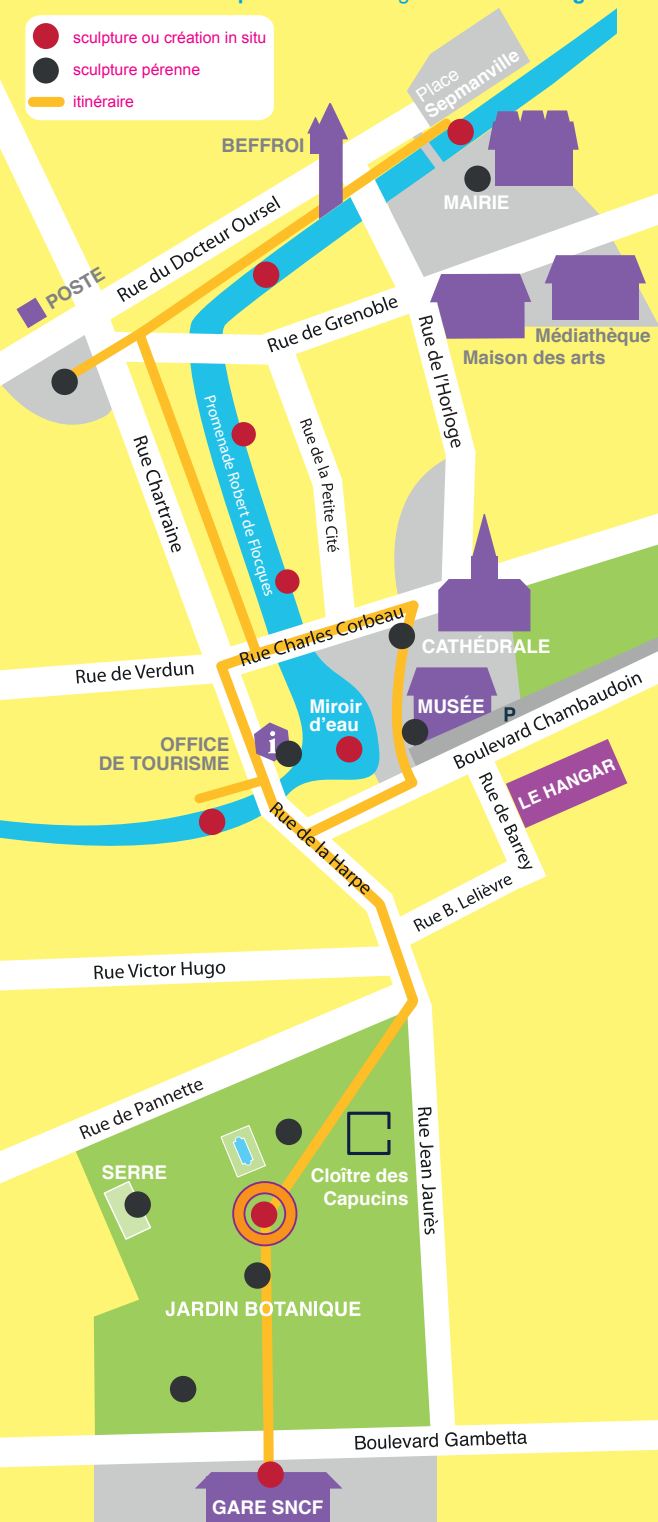 sculpture ou création in situ
sculpture pérenne
itinéraire
Place
Sepmanville
BEFFROI
MAIRIE
Rue du Docteur Oursel
POSTE
Rue de Grenoble
Médiathèque
Maison des arts
Rue de l'Horloge
Promenade Robert de Flocques
Rue de la Petite Cité
Rue Chartraine
Rue Charles Corbeau
CATHÉDRALE
Rue de Verdun
Miroir
d'eau
MUSÉE
P
Boulevard Chambaudoin
i
OFFICE
DE TOURISME
LE HANGAR
Rue de Barrey
Rue de la Harpe
Rue B. Lelièvre
Rue Victor Hugo
Rue de Pannette
Rue Jean Jaurès
SERRE
Cloître des
Capucins
JARDIN BOTANIQUE
Boulevard Gambetta
GARE SNCF